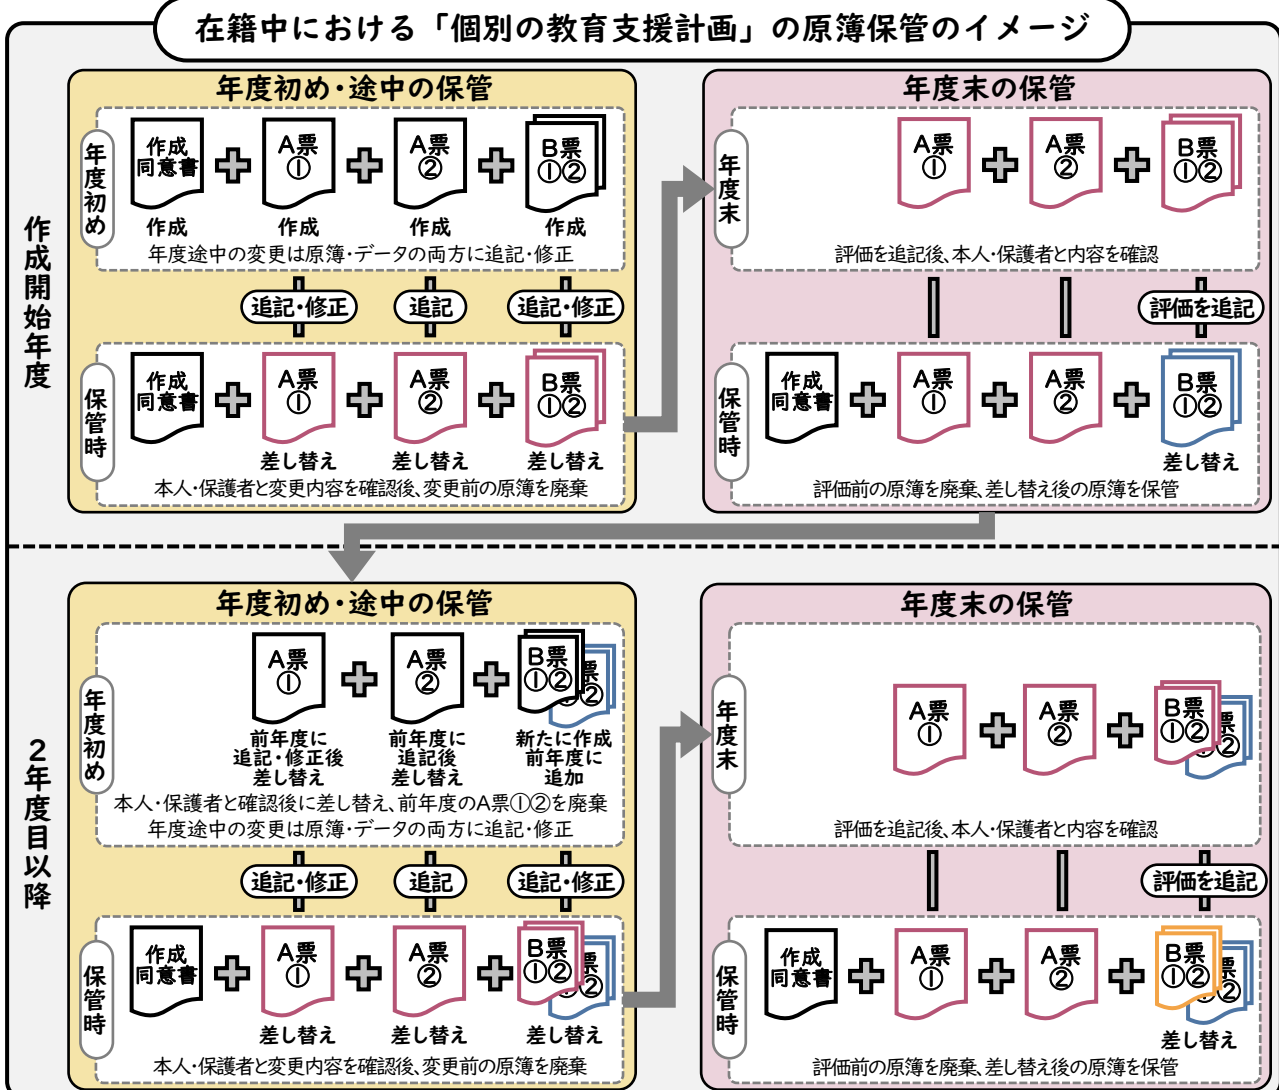 在籍中における「個別の教育支援計画」の原簿保管のイメージ
作成開始年度
年度初め・途中の保管
年度初め
作成
同意書
A票
①
A票
②
B票
①②
作成
作成
作成
作成
年度途中の変更は原簿・データの両方に追記・修正
追記・修正
追記
追記・修正
保管時
作成
同意書
A票
①
A票
②
B票
①②
差し替え
差し替え
差し替え
本人・保護者と変更内容を確認後、変更前の原簿を廃棄
年度末の保管
年度末
A票
①
A票
②
B票
①②
評価を追記後、本人・保護者と内容を確認
評価を追記
保管時
作成
同意書
A票
①
A票
②
B票
①②
差し替え
評価前の原簿を廃棄、差し替え後の原簿を保管
2年度目以降
年度初め・途中の保管
年度初め
A票
①
A票
②
B票
①②
票
②
前年度に
追記・修正後
差し替え
前年度に
追記後
差し替え
新たに作成
前年度に
追加
本人・保護者と確認後に差し替え、前年度のA票①②を廃棄
年度途中の変更は原簿・データの両方に追記・修正
追記・修正
追記
追記・修正
保管時
作成
同意書
A票
①
A票
②
B票
①②
票
②
差し替え
差し替え
差し替え
本人・保護者と変更内容を確認後、変更前の原簿を廃棄
年度末の保管
年度末
A票
①
A票
②
B票
①②
票
②
評価を追記後、本人・保護者と内容を確認
評価を追記
保管時
作成
同意書
A票
①
A票
②
B票
①②
票
②
差し替え
評価前の原簿を廃棄、差し替え後の原簿を保管